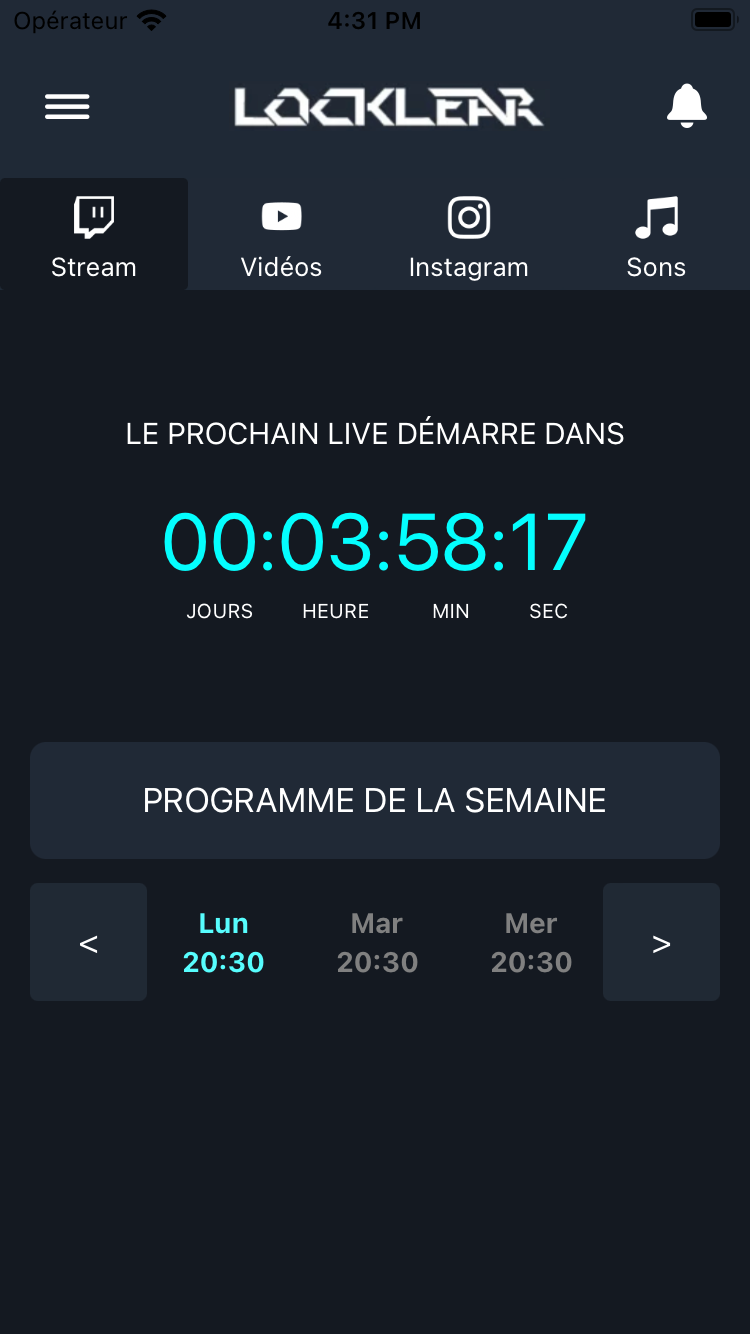 Opérateur 4:31 PM
LOCKLEAR
Stream Vidéos Instagram Sons
LE PROCHAIN LIVE DÉMARRE DANS
00:03:58:17
JOURS HEURE MIN SEC
PROGRAMME DE LA SEMAINE
< Lun Mar Mer >
20:30 20:30 20:30